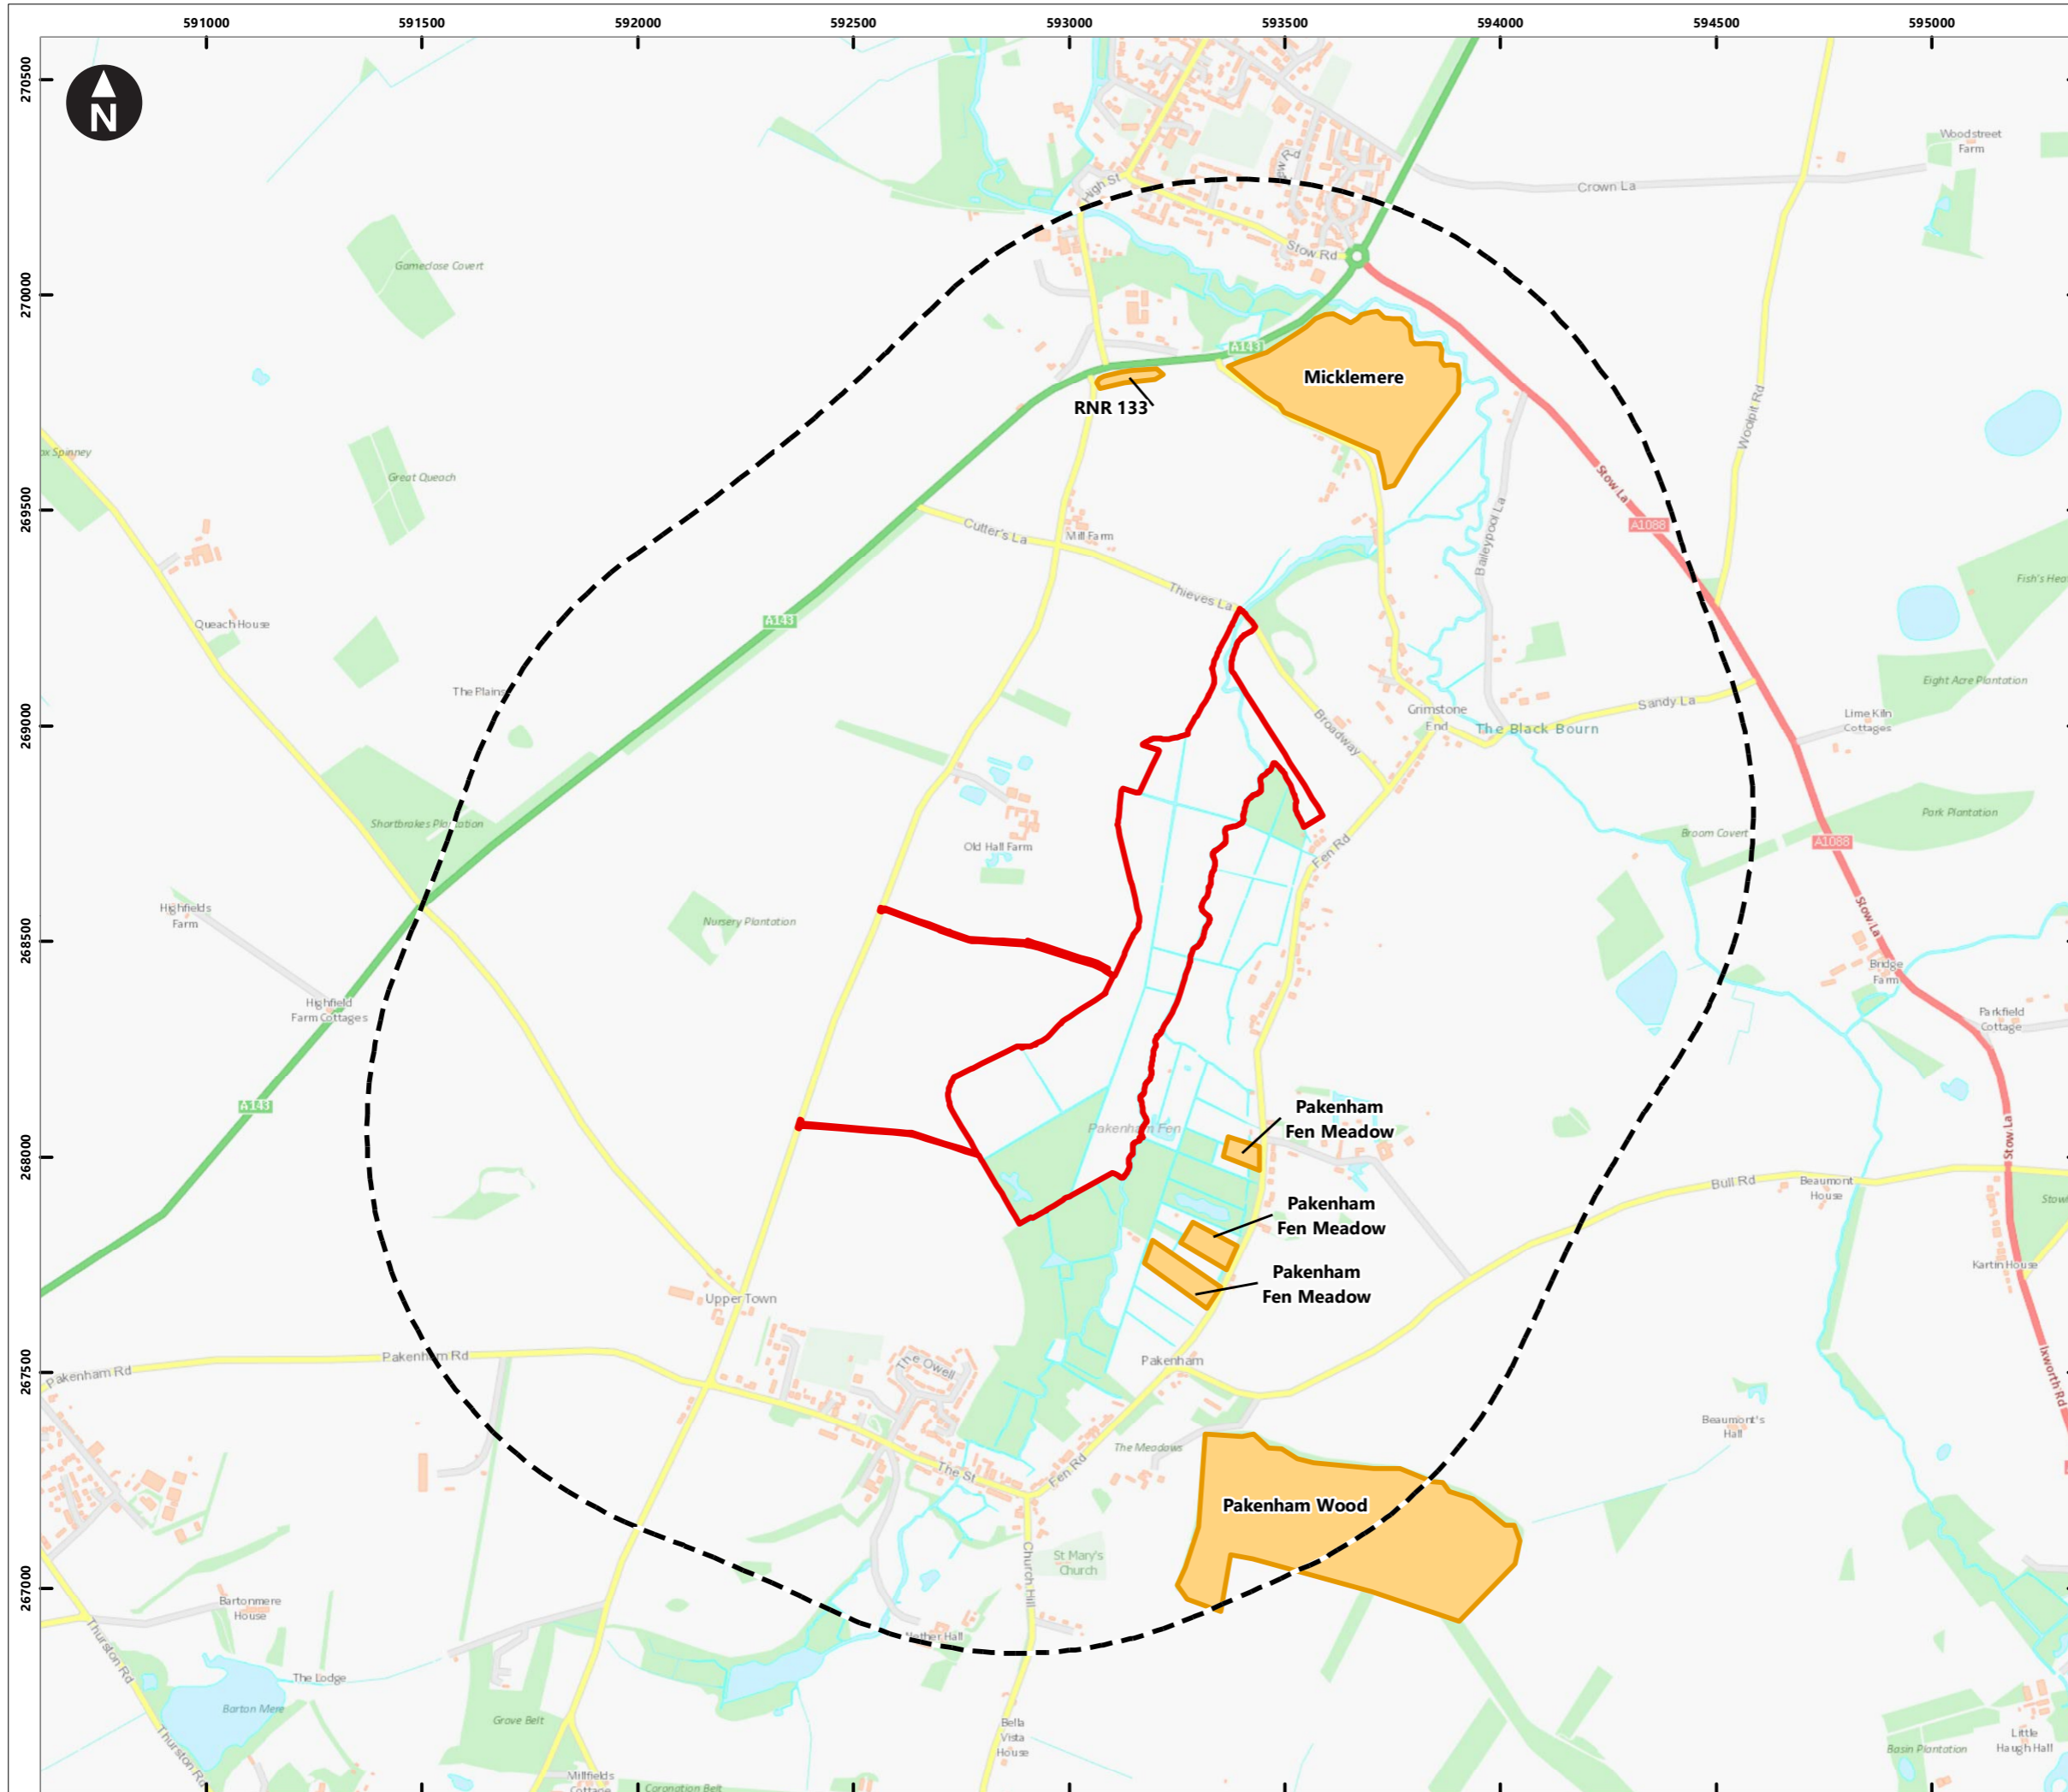 591000 591500 592000 592500 593000 593500 594000 594500 595000
270500
270000
269500
269000
268500
268000
267500
267000
N
Woodstreet
Farm
Crown La
High St
Stow Rd
Gameclose Covert
A143
Micklemere
RNR 133
Woolpit Rd
Great Queach
Stow La
A1088
Cutter's La
Mill Farm
Baileypool La
Thieves La
Queach House
The Plains
Eight Acre Plantation
Broadway
Grimstone
End
Sandy La
The Black Bourn
Lime Kiln
Cottages
A143
Shortbrakes Plantation
Old Hall Farm
Fen Rd
Broom Covert
Park Plantation
A1088
Highfields
Farm
Nursery Plantation
Stow La
Bridge
Farm
Highfield
Farm Cottages
Parkfield
Cottage
A143
Pakenham
Fen Meadow
Pakenham Fen
Stow La
Bull Rd
Beaumont
House
Pakenham
Fen Meadow
Pakenham
Fen Meadow
Kartin House
Upper Town
Pakenham Rd
Pakenham Rd
The Owell
Pakenham
Ixworth Rd
Beaumont's
Hall
The Meadows
The St
Fen Rd
Pakenham Wood
St Mary's
Church
Church Hill
Bartonmere
House
Thurston Rd
Nether Hall
The Lodge
Barton Mere
Grove Belt
Bella
Vista
House
Thurston Rd
Little
Haugh Hall
Basin Plantation
Millfields
Cottage
Coronation Belt